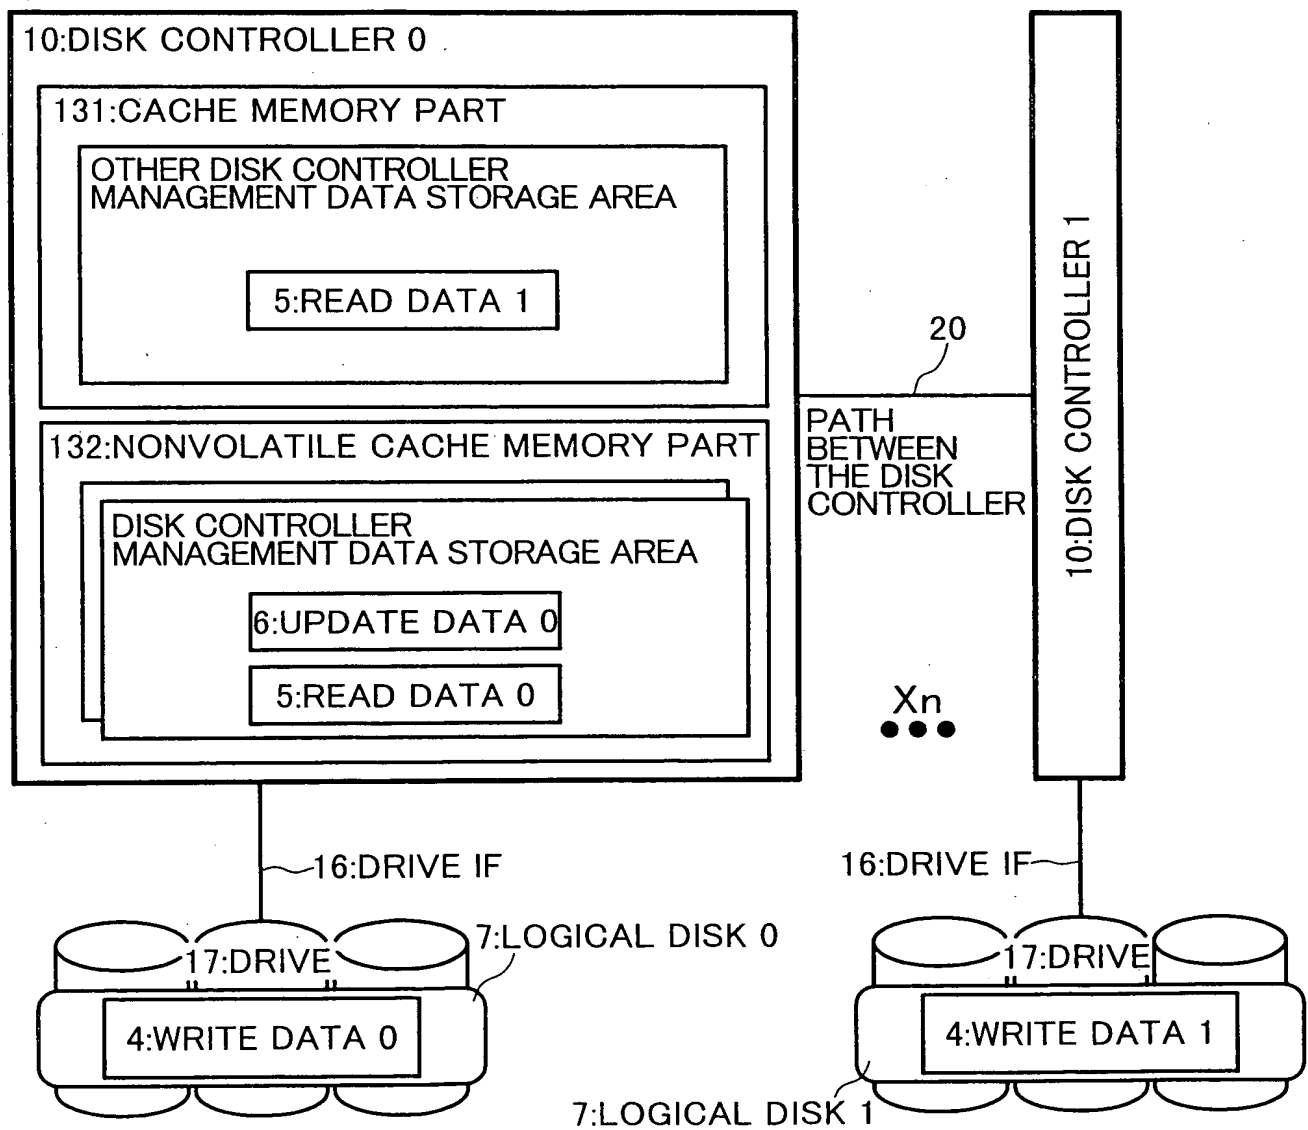 10:DISK CONTROLLER 0
131:CACHE MEMORY PART
OTHER DISK CONTROLLER
MANAGEMENT DATA STORAGE AREA
5:READ DATA 1
132:NONVOLATILE CACHE MEMORY PART
DISK CONTROLLER
MANAGEMENT DATA STORAGE AREA
6:UPDATE DATA 0
5:READ DATA 0
20
PATH
BETWEEN
THE DISK
CONTROLLER
10:DISK CONTROLLER 1
Xn
16:DRIVE IF
16:DRIVE IF
17:DRIVE
7:LOGICAL DISK 0
4:WRITE DATA 0
17:DRIVE
4:WRITE DATA 1
7:LOGICAL DISK 1